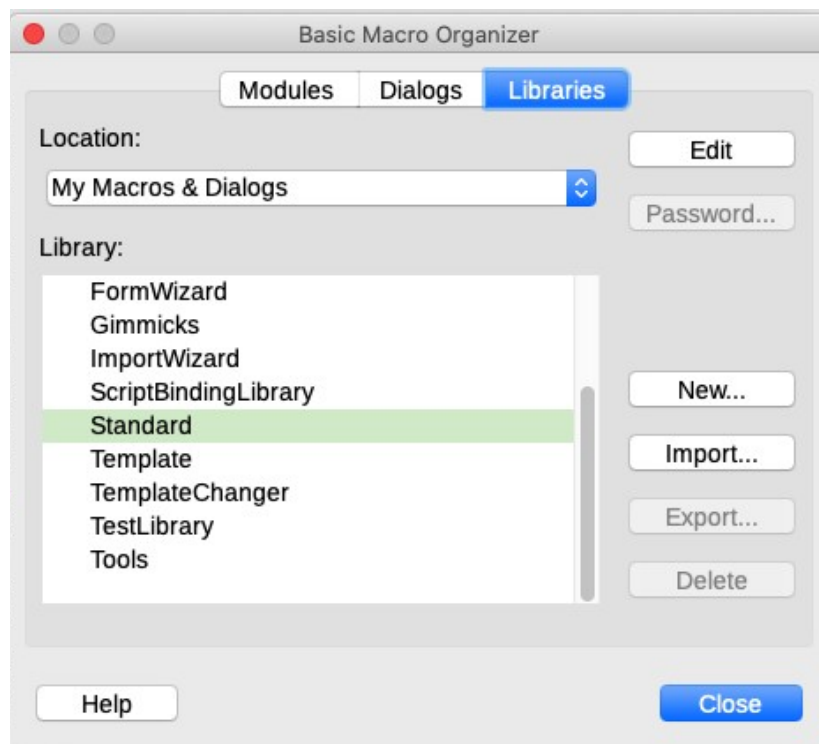 Basic Macro Organizer
Modules Dialogs Libraries
Location:
Edit
My Macros & Dialogs
Password...
Library:
FormWizard
Gimmicks
ImportWizard
ScriptBindingLibrary
New...
Standard
Template
Import...
TemplateChanger
TestLibrary
Export...
Tools
Delete
Help
Close